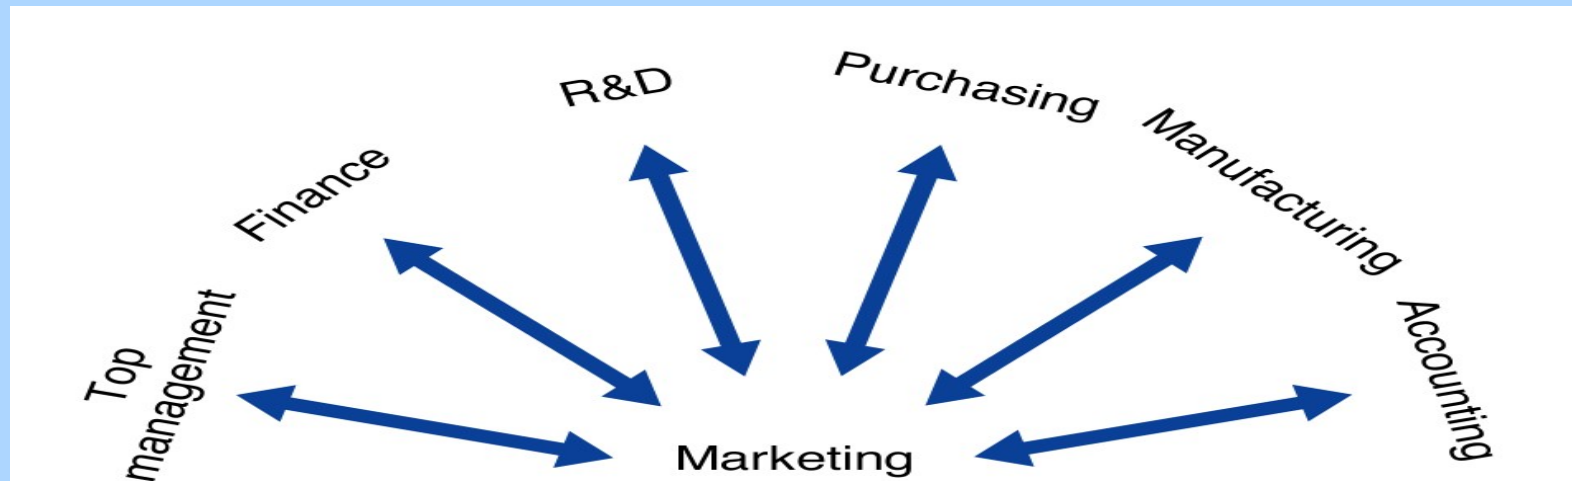 Top
management
Finance
R&D
Purchasing
Manufacturing
Accounting
Marketing